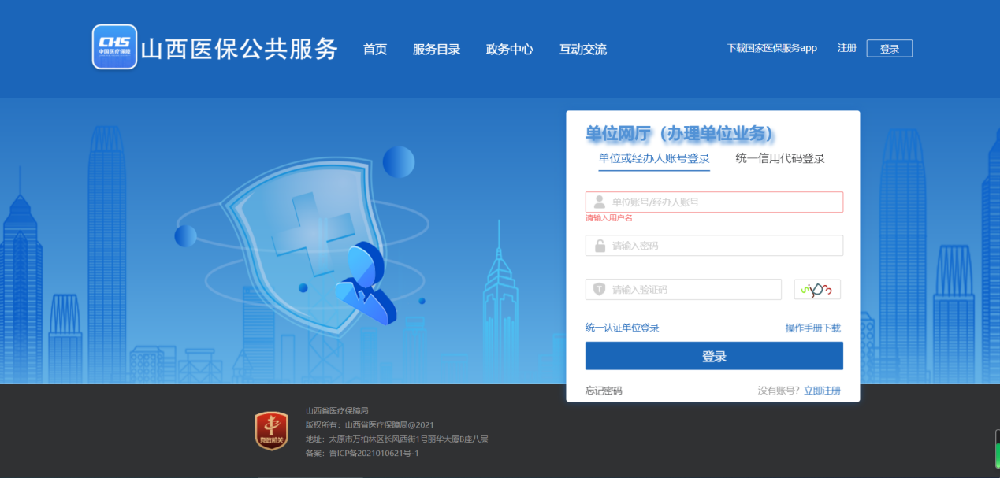 CHS
中国医疗保障
山西医保公共服务
首页 服务目录 政务中心 互动交流
下载国家医保服务app 注册 登录
单位网厅（办理单位业务）
单位或经办人账号登录 统一信用代码登录
单位账号/经办人账号
请输入用户名
请输入密码
请输入验证码
统一认证单位登录 操作手册下载
登录
忘记密码 没有账号? 立即注册
党政机关
山西省医疗保障局
版权所有：山西省医疗保障局@2021
地址：太原市万柏林区长风西街1号丽华大厦B座八层
备案：晋ICP备2021010621号-1